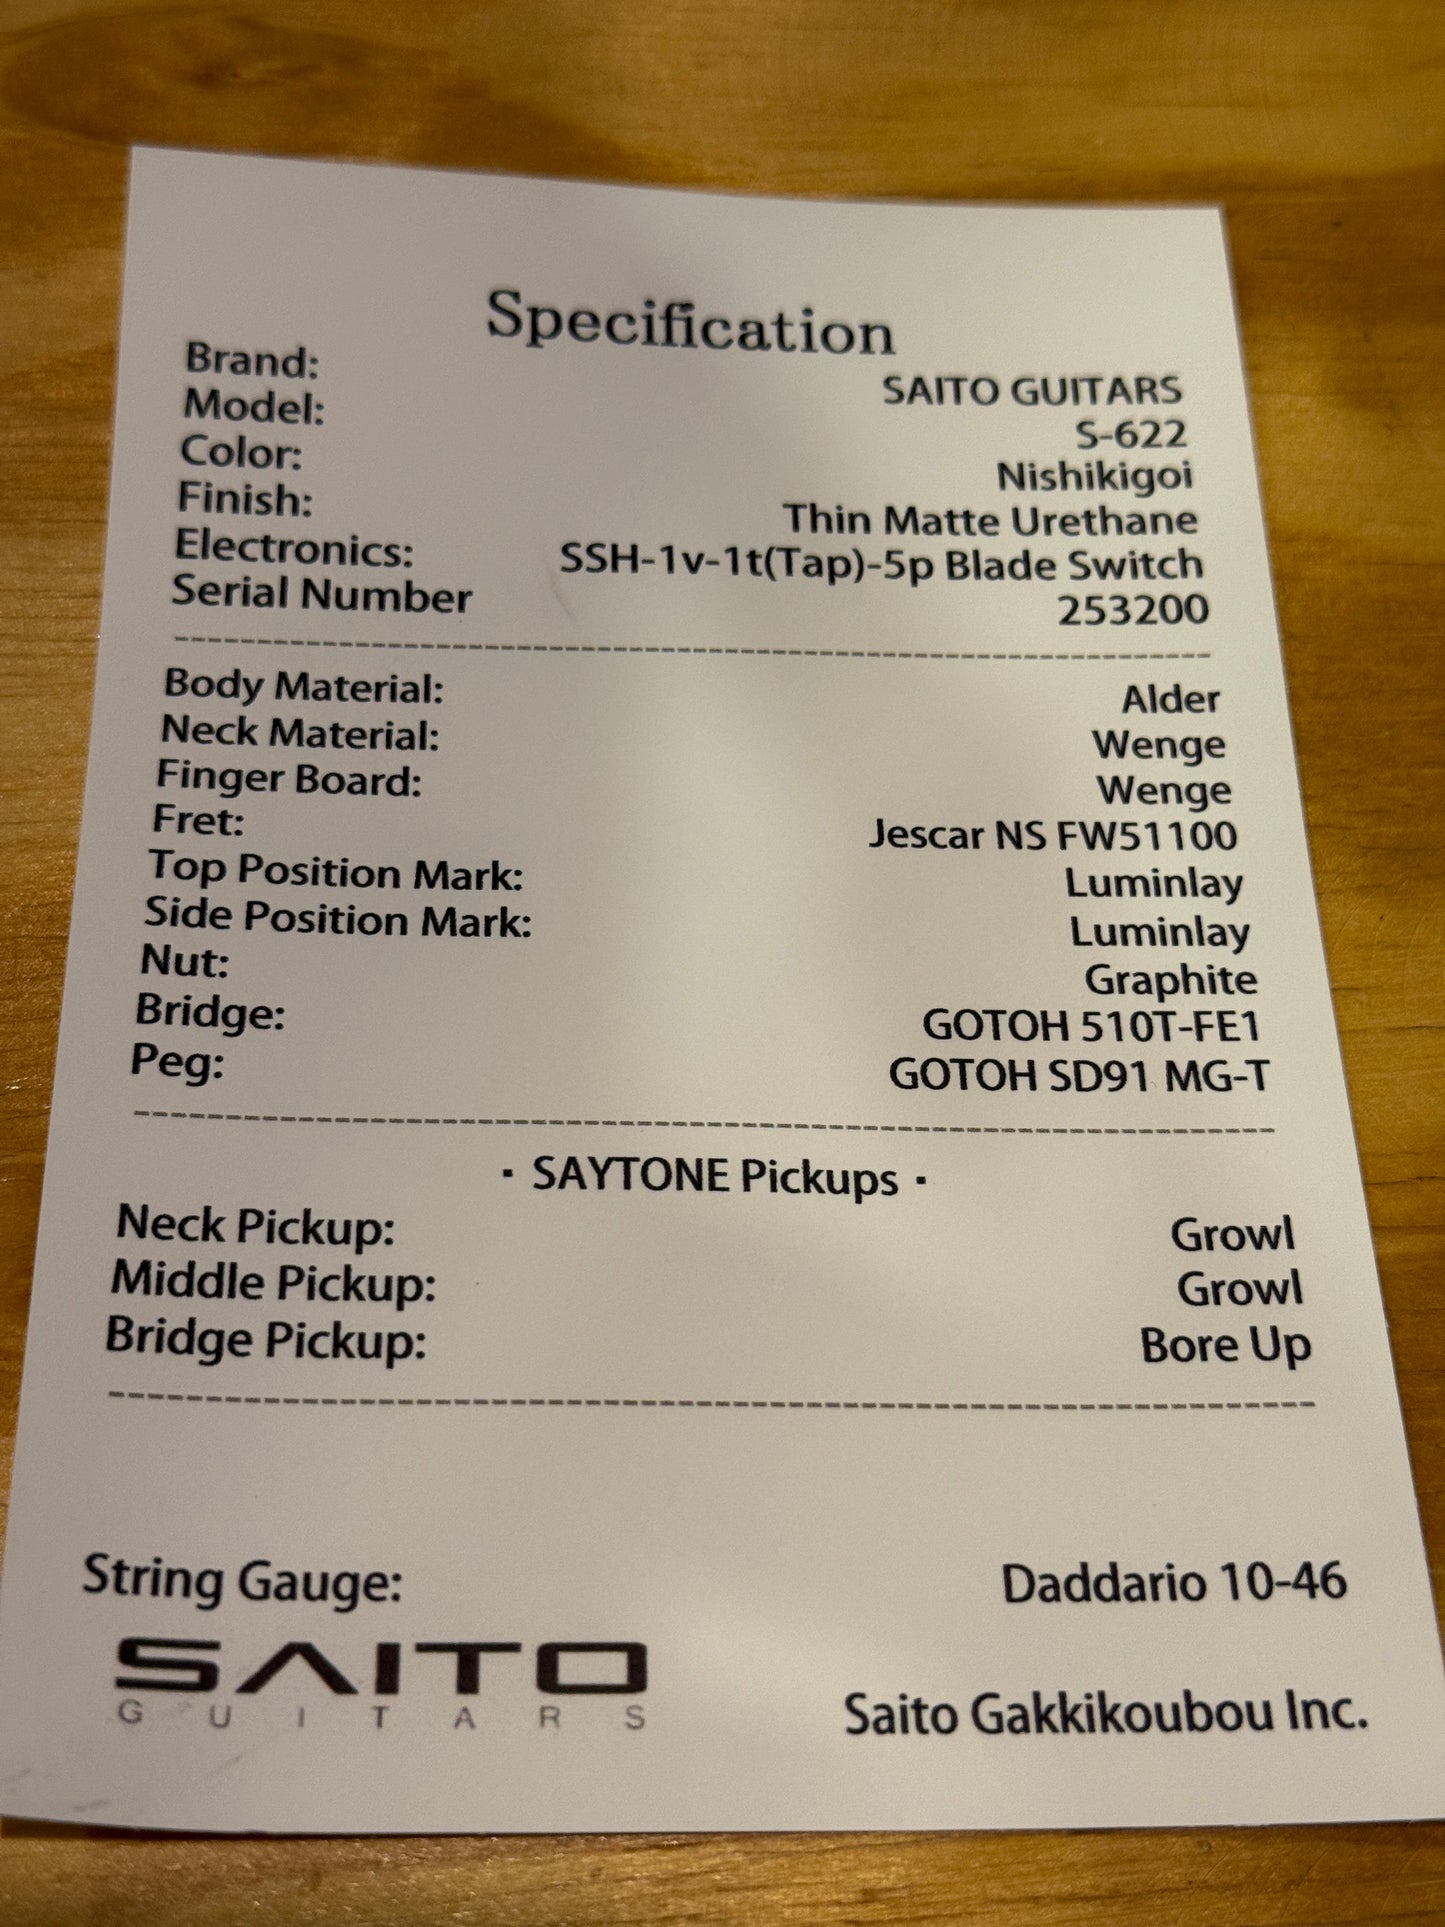 Specification
Brand: SAITO GUITARS
Model: S-622
Color: Nishikigoi
Finish: Thin Matte Urethane
Electronics: SSH-1v-1t(Tap)-5p Blade Switch
Serial Number 253200
Body Material: Alder
Neck Material: Wenge
Finger Board: Wenge
Fret: Jescar NS FW51100
Top Position Mark: Luminlay
Side Position Mark: Luminlay
Nut: Graphite
Bridge: GOTOH 510T-FE1
Peg: GOTOH SD91 MG-T
· SAYTONE Pickups ·
Neck Pickup: Growl
Middle Pickup: Growl
Bridge Pickup: Bore Up
String Gauge: Daddario 10-46
SAITO
GUITARS
Saito Gakkikoubou Inc.